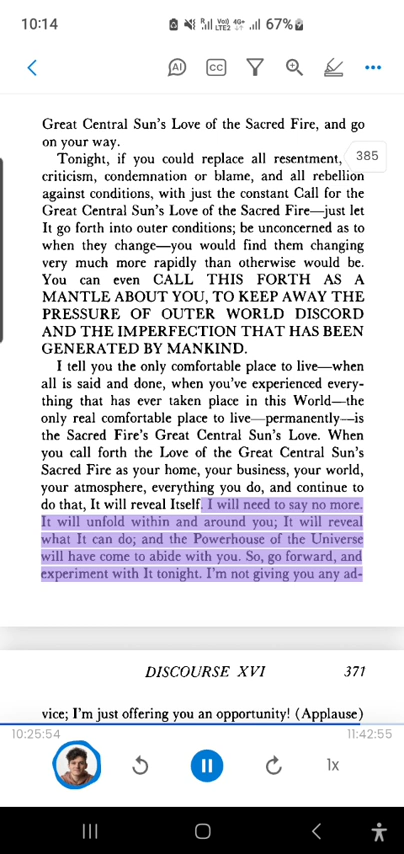 10:14
Vo)) 4G+
LTE2
67%
AI
CC
Great Central Sun's Love of the Sacred Fire, and go
on your way.
Tonight, if you could replace all resentment,
385
criticism, condemnation or blame, and all rebellion
against conditions, with just the constant Call for the
Great Central Sun's Love of the Sacred Fire—just let
It go forth into outer conditions; be unconcerned as to
when they change—you would find them changing
very much more rapidly than otherwise would be.
You can even CALL THIS FORTH AS A
MANTLE ABOUT YOU, TO KEEP AWAY THE
PRESSURE OF OUTER WORLD DISCORD
AND THE IMPERFECTION THAT HAS BEEN
GENERATED BY MANKIND.
I tell you the only comfortable place to live—when
all is said and done, when you've experienced every-
thing that has ever taken place in this World—the
only real comfortable place to live—permanently—is
the Sacred Fire's Great Central Sun's Love. When
you call forth the Love of the Great Central Sun's
Sacred Fire as your home, your business, your world,
your atmosphere, everything you do, and continue to
do that, It will reveal Itself. I will need to say no more.
It will unfold within and around you; It will reveal
what It can do; and the Powerhouse of the Universe
will have come to abide with you. So, go forward, and
experiment with It tonight. I'm not giving you any ad-
DISCOURSE XVI 371
vice; I'm just offering you an opportunity! (Applause)
10:25:54
11:42:55
1x